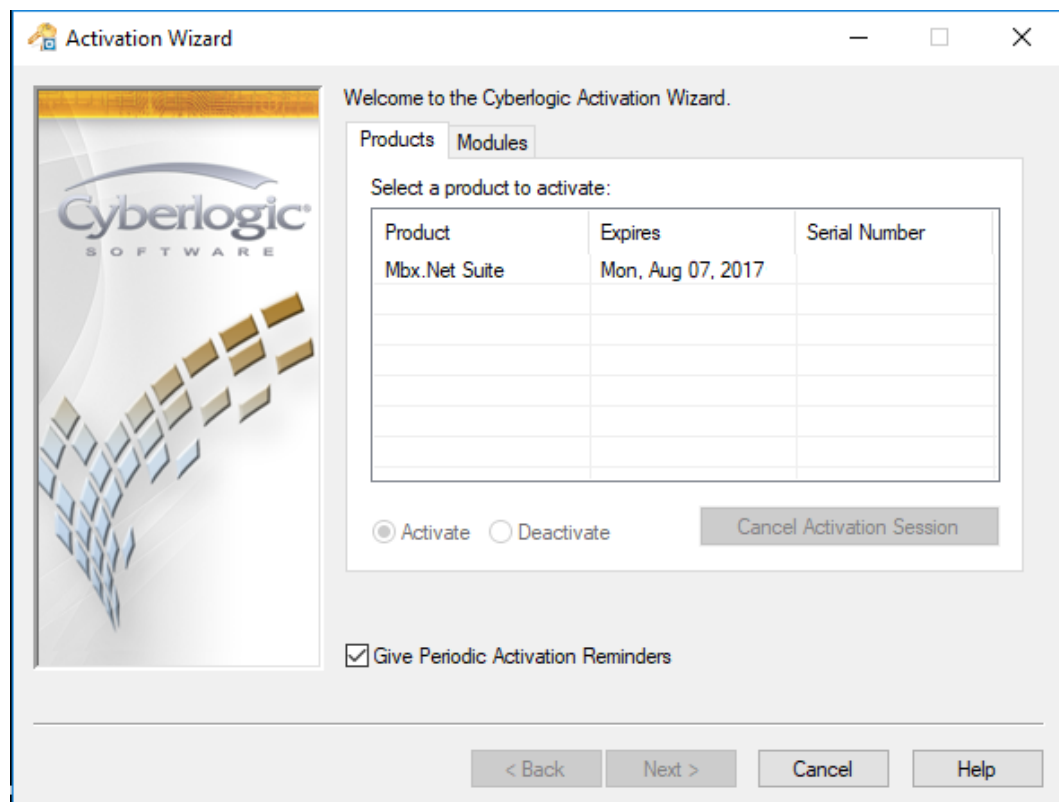 Activation Wizard
Welcome to the Cyberlogic Activation Wizard.
Products Modules
Cyberlogic®
SOFTWARE
Select a product to activate:
Product Expires Serial Number
Mbx.Net Suite Mon, Aug 07, 2017
Activate Deactivate Cancel Activation Session
Give Periodic Activation Reminders
< Back Next > Cancel Help